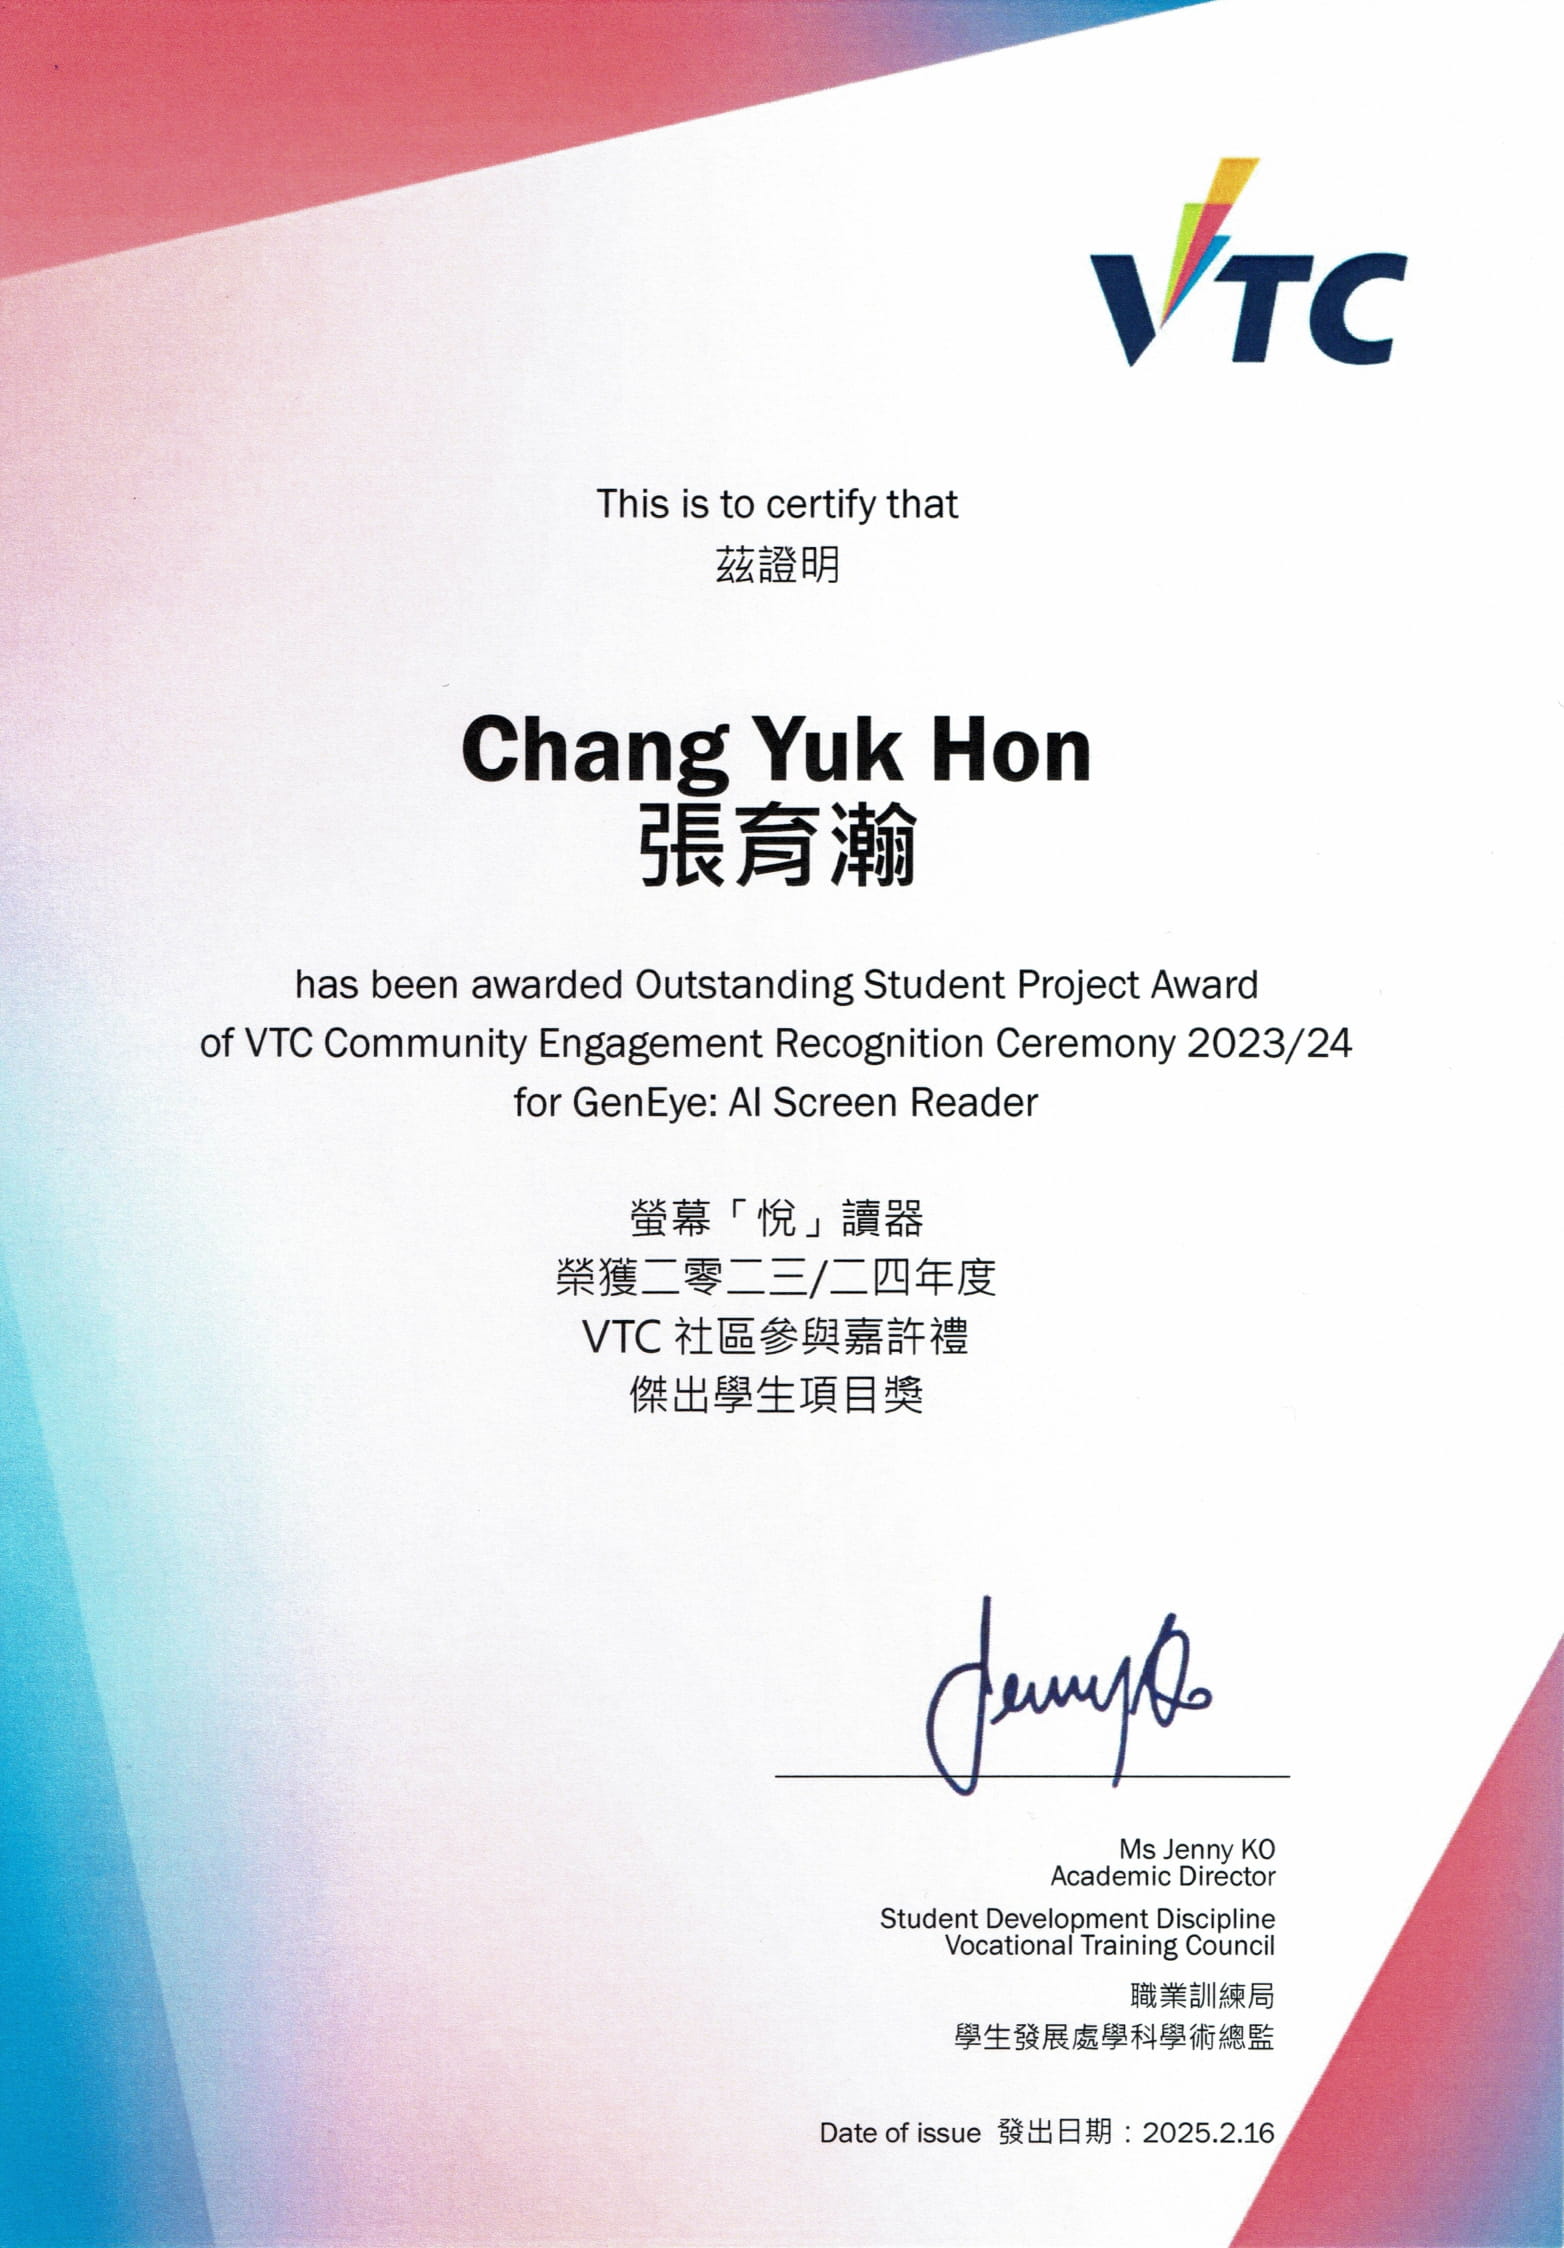 VTC
This is to certify that
茲證明
Chang Yuk Hon
張育瀚
has been awarded Outstanding Student Project Award
of VTC Community Engagement Recognition Ceremony 2023/24
for GenEye: AI Screen Reader
螢幕「悅」讀器
榮獲二零二三/二四年度
VTC 社區參與嘉許禮
傑出學生項目獎
Jenny Ko
Ms Jenny KO
Academic Director
Student Development Discipline
Vocational Training Council
職業訓練局
學生發展處學科學術總監
Date of issue 發出日期：2025.2.16